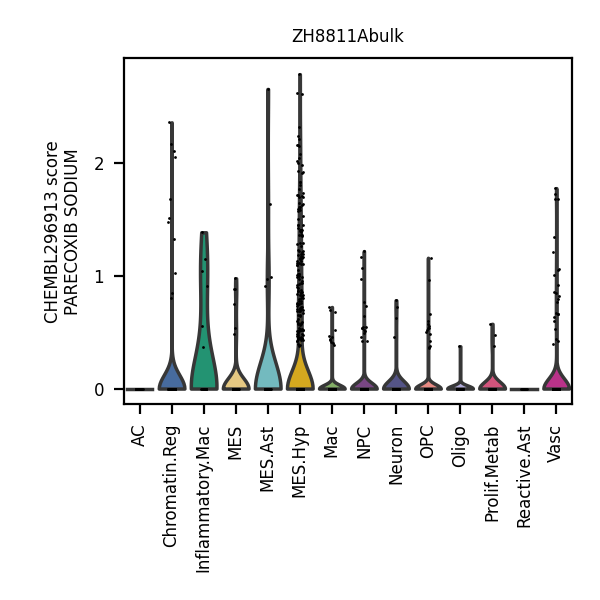 ZH8811Abulk
CHEMBL296913 score
PARECOXIB SODIUM
2
1
0
AC
Chromatin.Reg
Inflammatory.Mac
MES
MES.Ast
MES.Hyp
Mac
NPC
Neuron
OPC
Oligo
Prolif.Metab
Reactive.Ast
Vasc